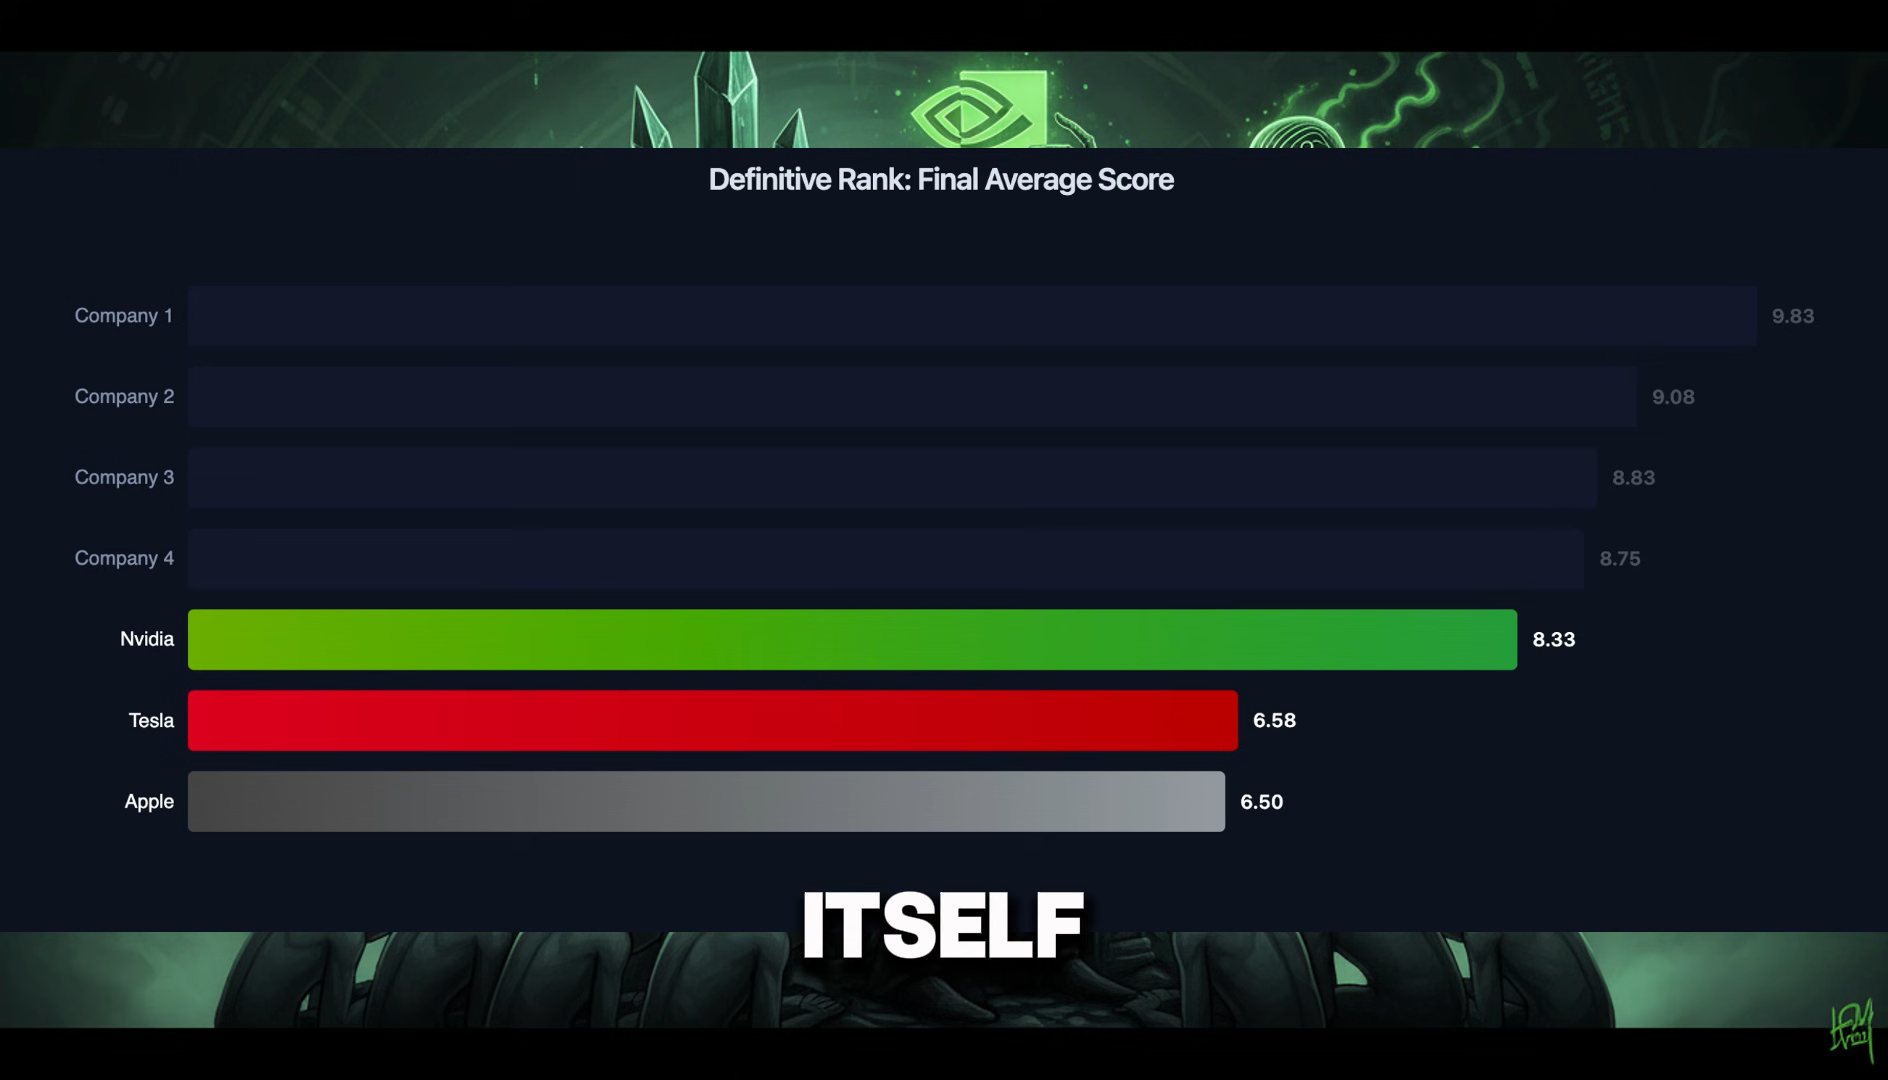 Definitive Rank: Final Average Score
Company 1 9.83
Company 2 9.08
Company 3 8.83
Company 4 8.75
Nvidia 8.33
Tesla 6.58
Apple 6.50
ITSELF